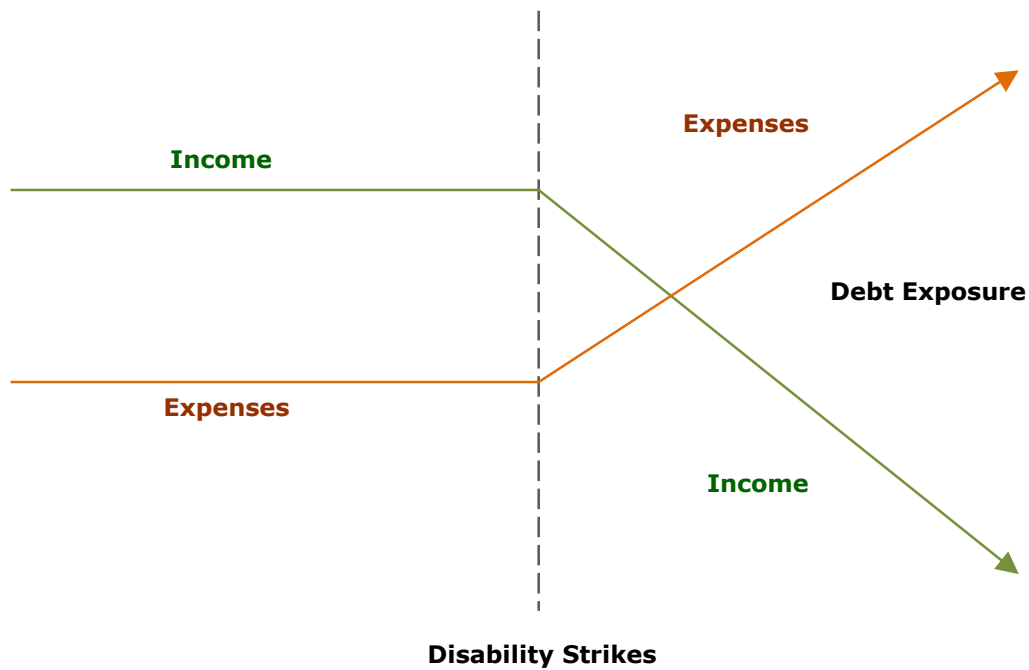 Expenses
Income
Debt Exposure
Expenses
Income
Disability Strikes